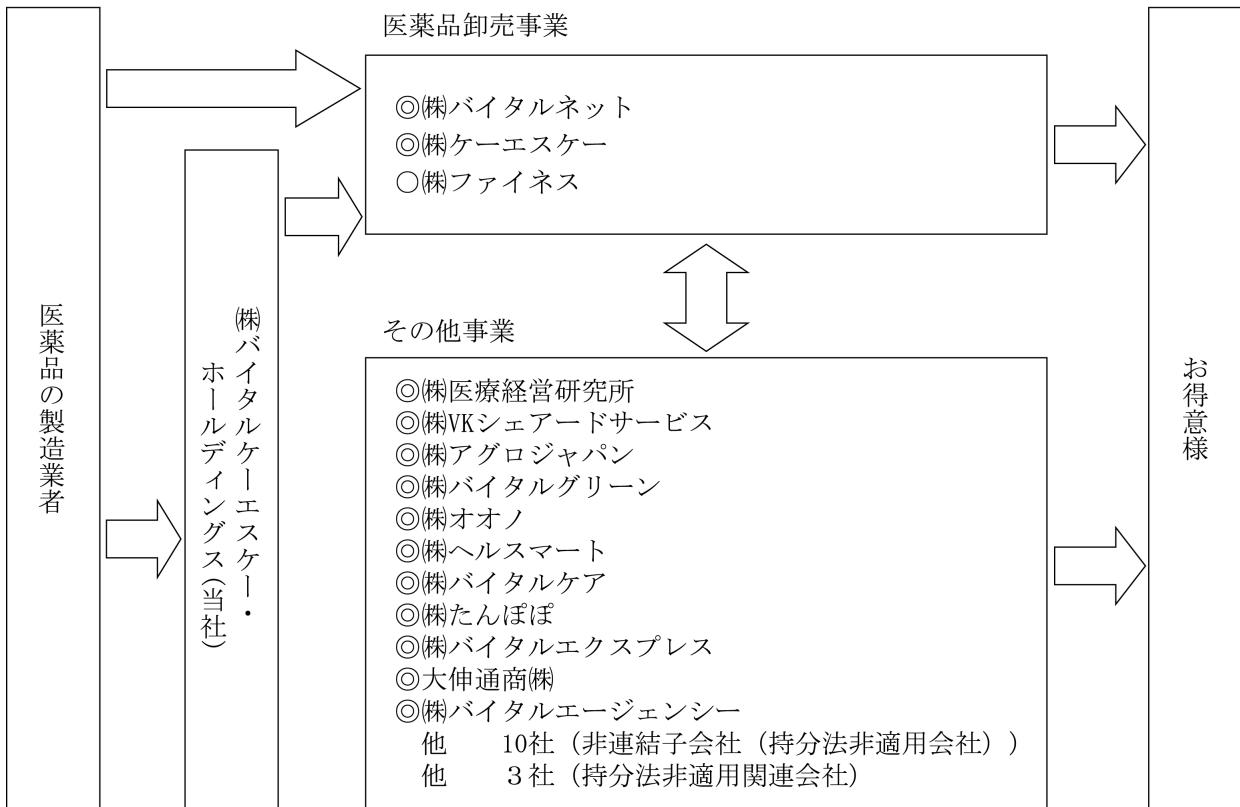 医薬品卸売事業
◎㈱バイタルネット
◎㈱ケーエスケー
○㈱ファイネス
医薬品の製造業者
㈱バイタルケーエスケー・
ホールディングス(当社)
その他事業
◎㈱医療経営研究所
◎㈱VKシェアードサービス
◎㈱アグロジャパン
◎㈱バイタルグリーン
◎㈱オオノ
◎㈱ヘルスマート
◎㈱バイタルケア
◎㈱たんぽぽ
◎㈱バイタルエクスプレス
◎大伸通商㈱
◎㈱バイタルエージェンシー
他　　10社（非連結子会社（持分法非適用会社））
他　　３社（持分法非適用関連会社）
お得意様